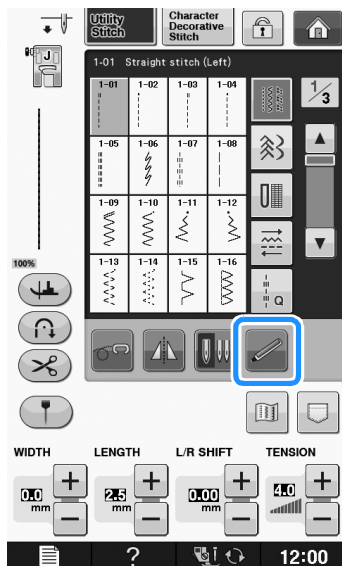 Utility
Stitch
Character
Decorative
Stitch
J
1-01 Straight stitch (Left)
1-01 1-02 1-03 1-04
1/3
1-05 1-06 1-07 1-08
1-09 1-10 1-11 1-12
100%
1-13 1-14 1-15 1-16
Q
WIDTH LENGTH L/R SHIFT TENSION
0.0 mm + − 2.5 mm + − 0.00 mm + − 4.0 + −
? 12:00